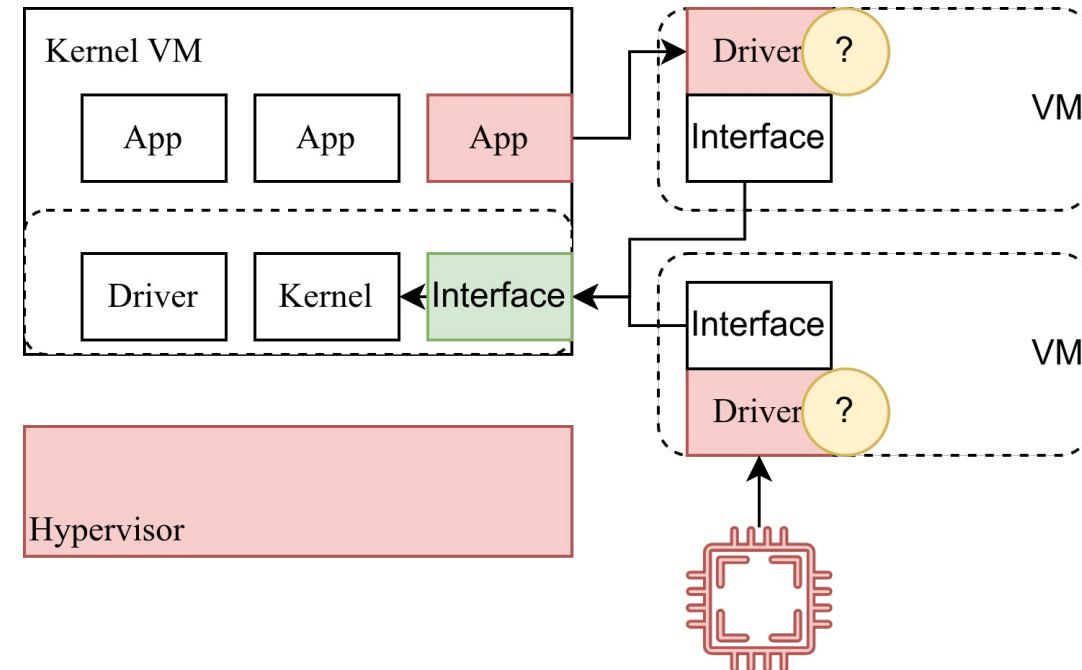 Kernel VM
App
App
App
Driver
Kernel
Interface
Hypervisor
Driver
?
Interface
VM
Interface
VM
Driver
?